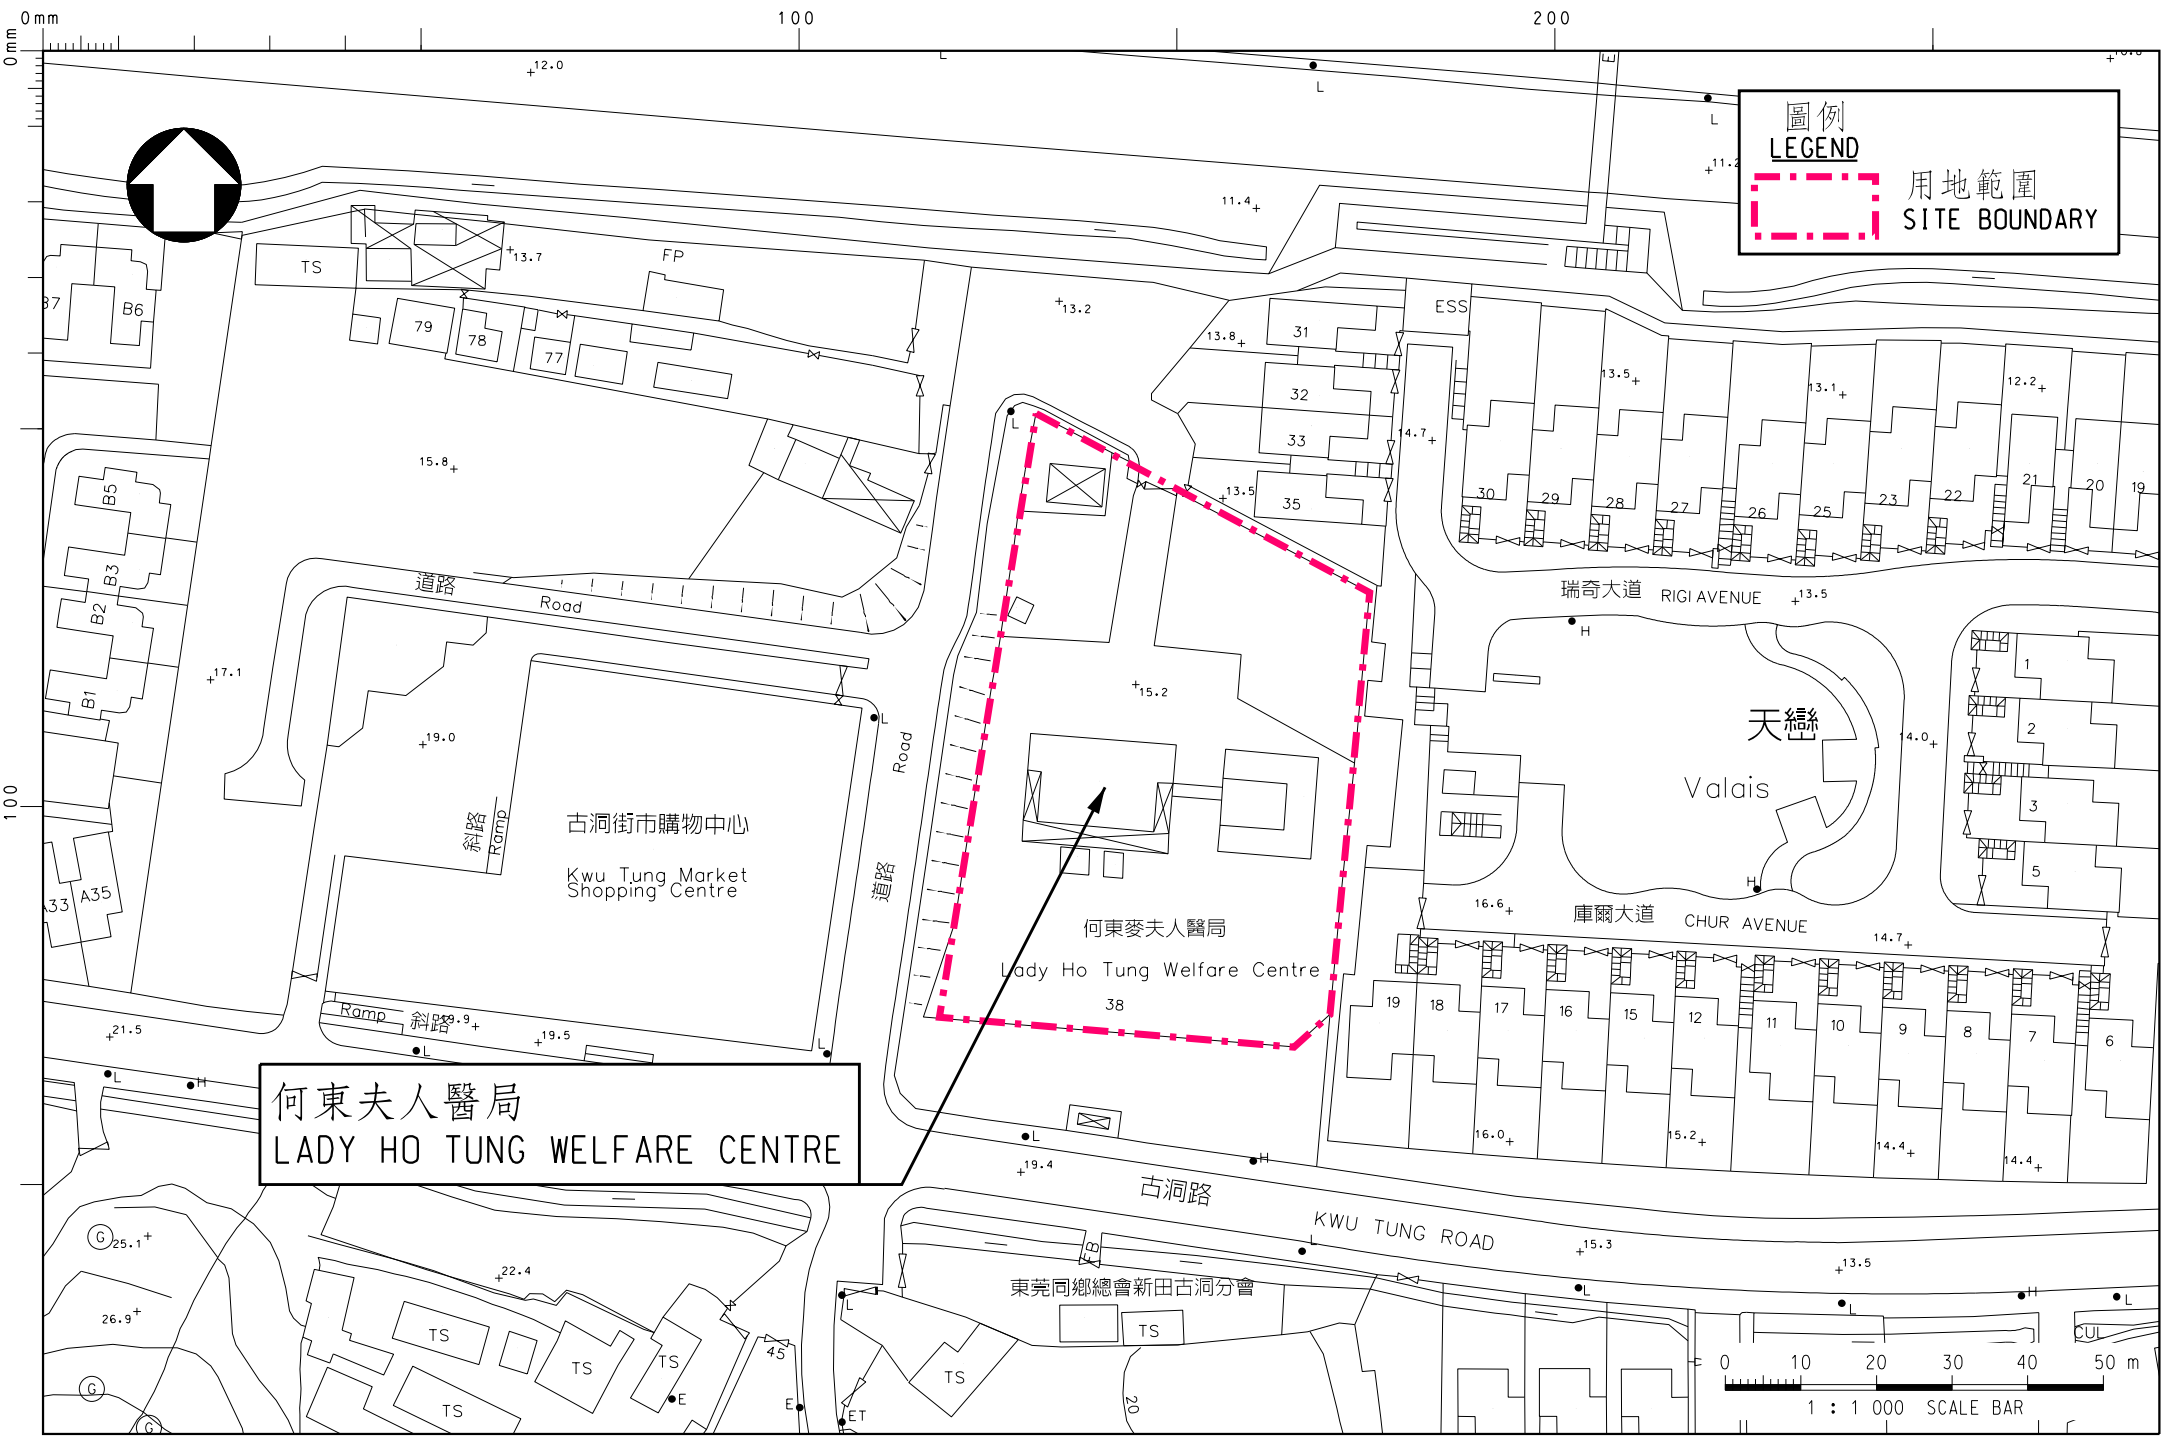 0mm
100
200
0mm
100
圖例
LEGEND
用地範圍
SITE BOUNDARY
L
12.0
L
E
L
11.2
11.4
13.7
TS
FP
B7
B6
79
78
77
13.2
13.8
31
32
33
35
ESS
13.5
13.1
12.2
14.7
L
15.8
13.5
30
29
28
27
26
25
23
22
21
20
19
B5
B3
B2
B1
道路
Road
瑞奇大道
RIGI AVENUE
13.5
H
17.1
15.2
19.0
L
Road
道路
天巒
Valais
14.0
1
2
3
5
斜路
Ramp
古洞街市購物中心
Kwu Tung Market
Shopping Centre
A33
A35
H
16.6
庫爾大道
CHUR AVENUE
14.7
何東麥夫人醫局
Lady Ho Tung Welfare Centre
38
19
18
17
16
15
12
11
10
9
8
7
6
21.5
Ramp
斜路
19.9
19.5
L
L
L
H
何東夫人醫局
LADY HO TUNG WELFARE CENTRE
L
19.4
H
16.0
15.2
14.4
14.4
古洞路
KWU TUNG ROAD
L
15.3
13.5
G
25.1
22.4
FB
東莞同鄉總會新田古洞分會
L
L
L
H
L
26.9
TS
TS
TS
TS
TS
TS
45
G
G
E
E
ET
20
CUL
0 10 20 30 40 50 m
1 : 1 000 SCALE BAR